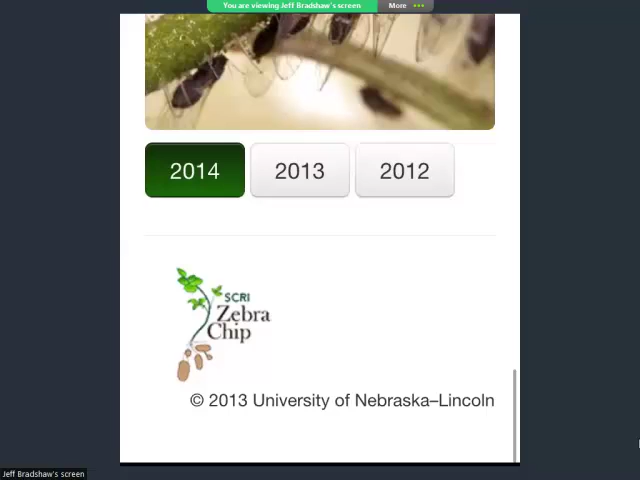 You are viewing Jeff Bradshaw's screen More •••
2014 2013 2012
SCRI
Zebra
Chip
© 2013 University of Nebraska–Lincoln
Jeff Bradshaw's screen